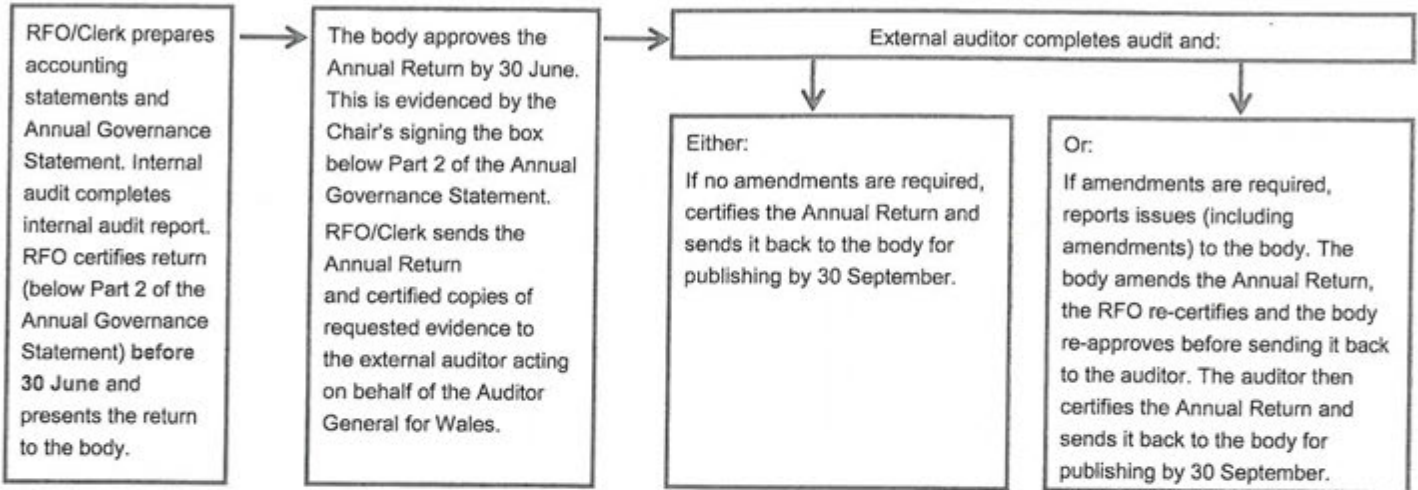 RFO/Clerk prepares
accounting
statements and
Annual Governance
Statement. Internal
audit completes
internal audit report.
RFO certifies return
(below Part 2 of the
Annual Governance
Statement) before
30 June and
presents the return
to the body.
The body approves the
Annual Return by 30 June.
This is evidenced by the
Chair's signing the box
below Part 2 of the Annual
Governance Statement.
RFO/Clerk sends the
Annual Return
and certified copies of
requested evidence to
the external auditor acting
on behalf of the Auditor
General for Wales.
External auditor completes audit and:
Either:
If no amendments are required,
certifies the Annual Return and
sends it back to the body for
publishing by 30 September.
Or:
If amendments are required,
reports issues (including
amendments) to the body. The
body amends the Annual Return,
the RFO re-certifies and the body
re-approves before sending it back
to the auditor. The auditor then
certifies the Annual Return and
sends it back to the body for
publishing by 30 September.